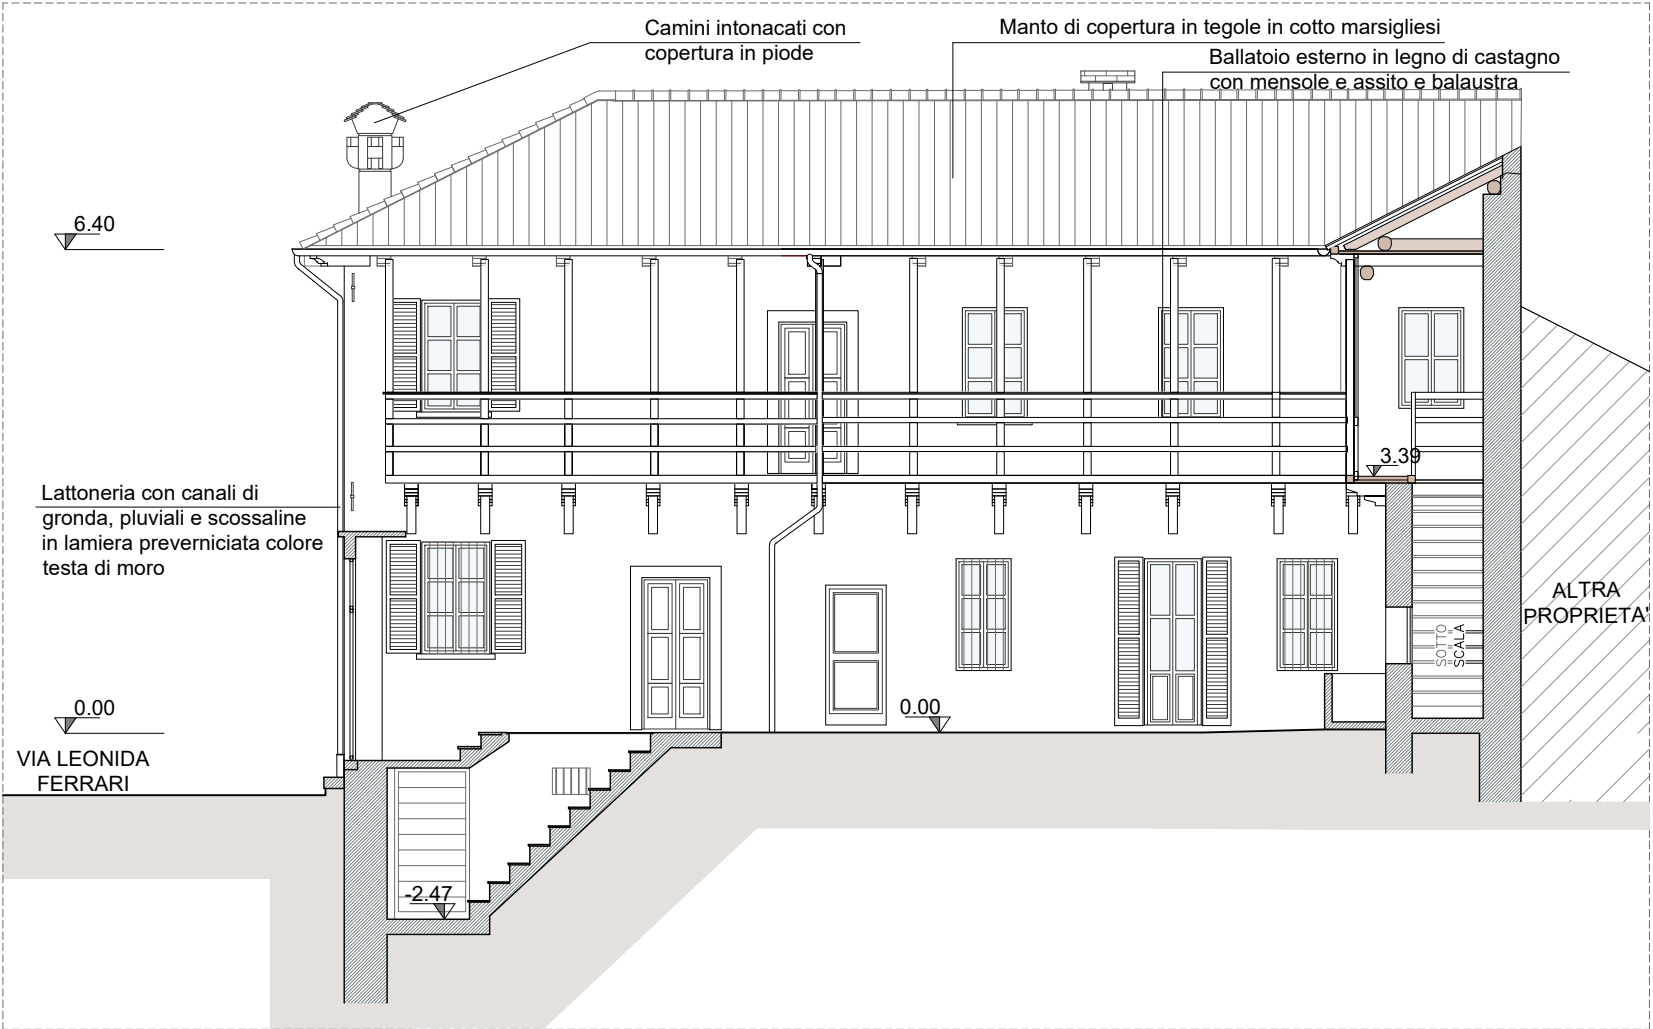 Camini intonacati con
copertura in piode
Manto di copertura in tegole in cotto marsigliesi
Ballatoio esterno in legno di castagno
con mensole e assito e balaustra
6.40
3.39
Lattoneria con canali di
gronda, pluviali e scossaline
in lamiera preverniciata colore
testa di moro
ALTRA
PROPRIETA'
SOTTO
SCALA
0.00
0.00
VIA LEONIDA
FERRARI
-2.47